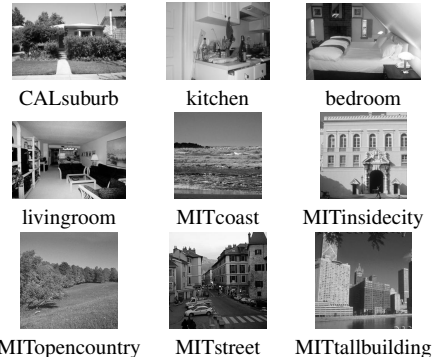 CALsuburb kitchen bedroom
livingroom MITcoast MITinsidecity
MITopencountry MITstreet MITtallbuilding